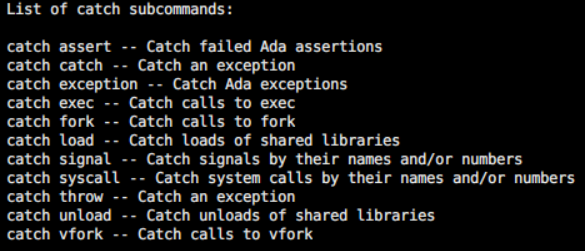 List of catch subcommands:

catch assert -- Catch failed Ada assertions
catch catch -- Catch an exception
catch exception -- Catch Ada exceptions
catch exec -- Catch calls to exec
catch fork -- Catch calls to fork
catch load -- Catch loads of shared libraries
catch signal -- Catch signals by their names and/or numbers
catch syscall -- Catch system calls by their names and/or numbers
catch throw -- Catch an exception
catch unload -- Catch unloads of shared libraries
catch vfork -- Catch calls to vfork